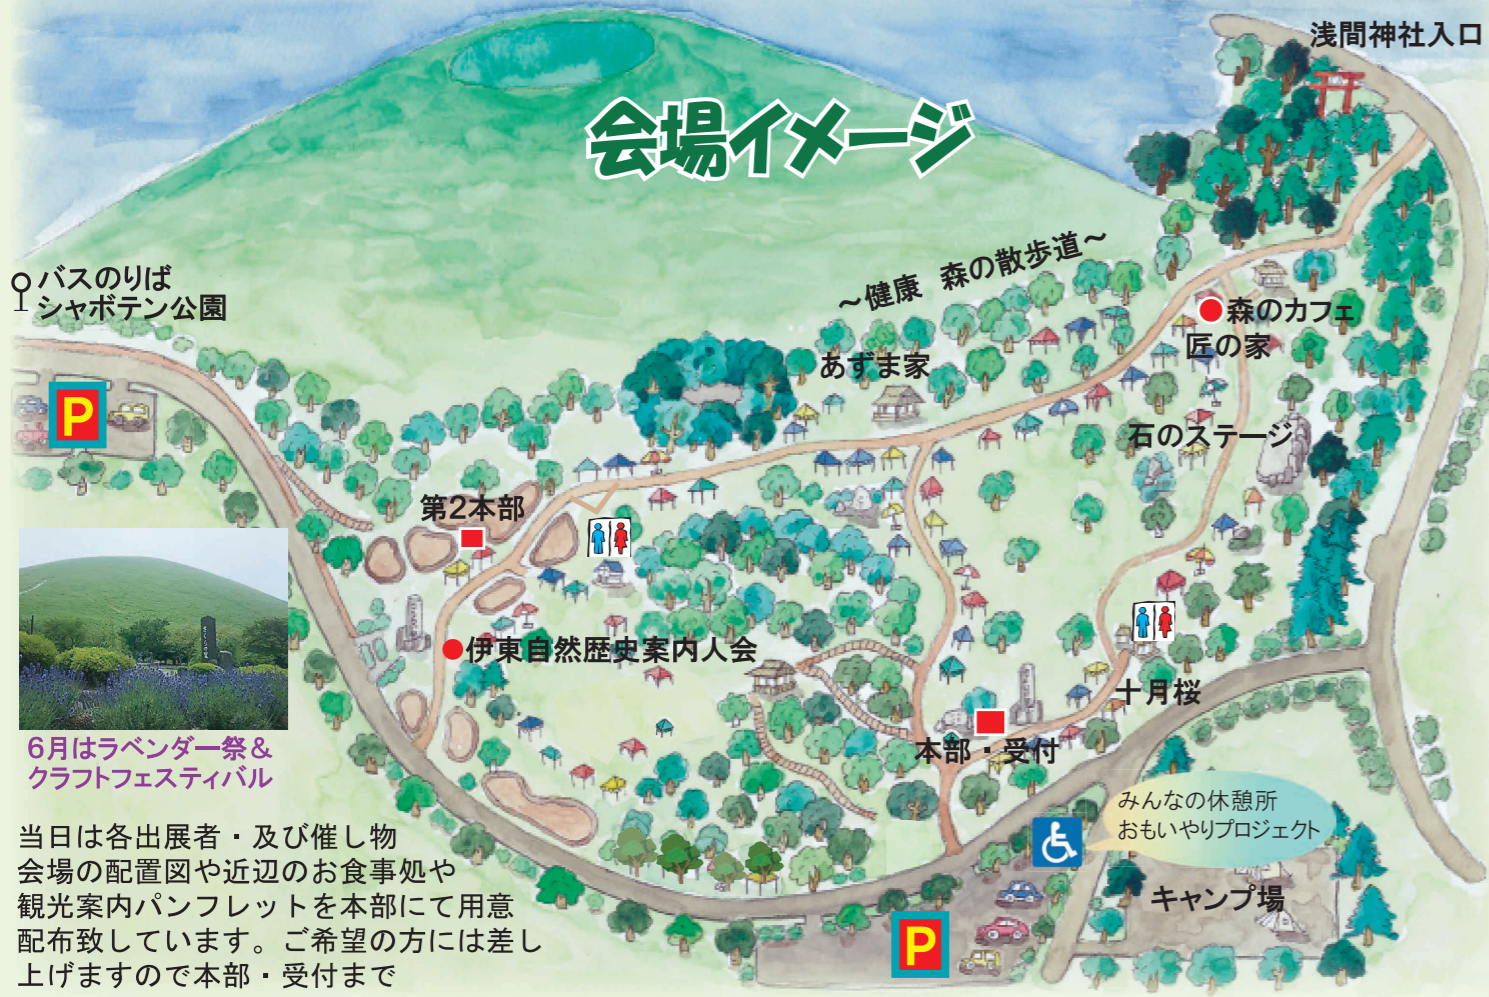 浅間神社入口
会場イメージ
バスのりば
シャボテン公園
～健康 森の散歩道～
森のカフェ
匠の家
あずま家
石のステージ
P
第2本部
伊東自然歴史案内人会
十月桜
本部・受付
6月はラベンダー祭&
クラフトフェスティバル
みんなの休憩所
おもいやりプロジェクト
キャンプ場
P
当日は各出展者・及び催し物
会場の配置図や近辺のお食事処や
観光案内パンフレットを本部にて用意
配布致しています。ご希望の方には差し
上げますので本部・受付まで